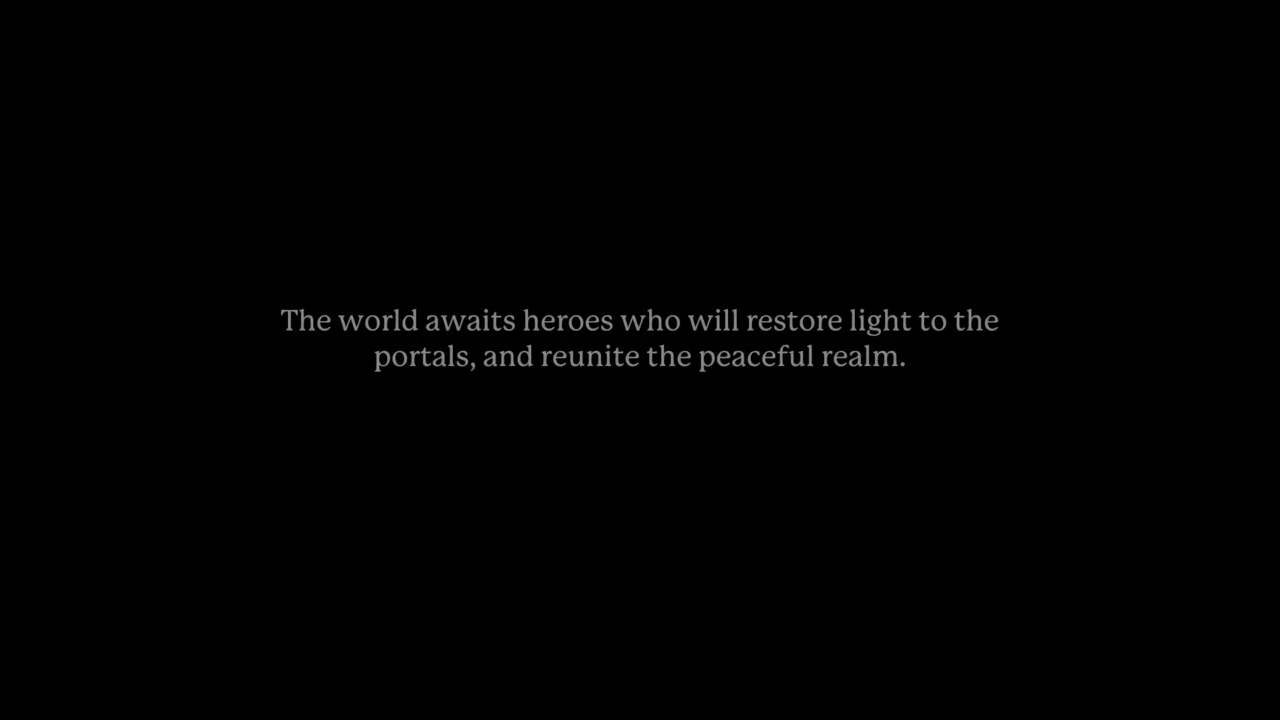 The world awaits heroes who will restore light to the
portals, and reunite the peaceful realm.